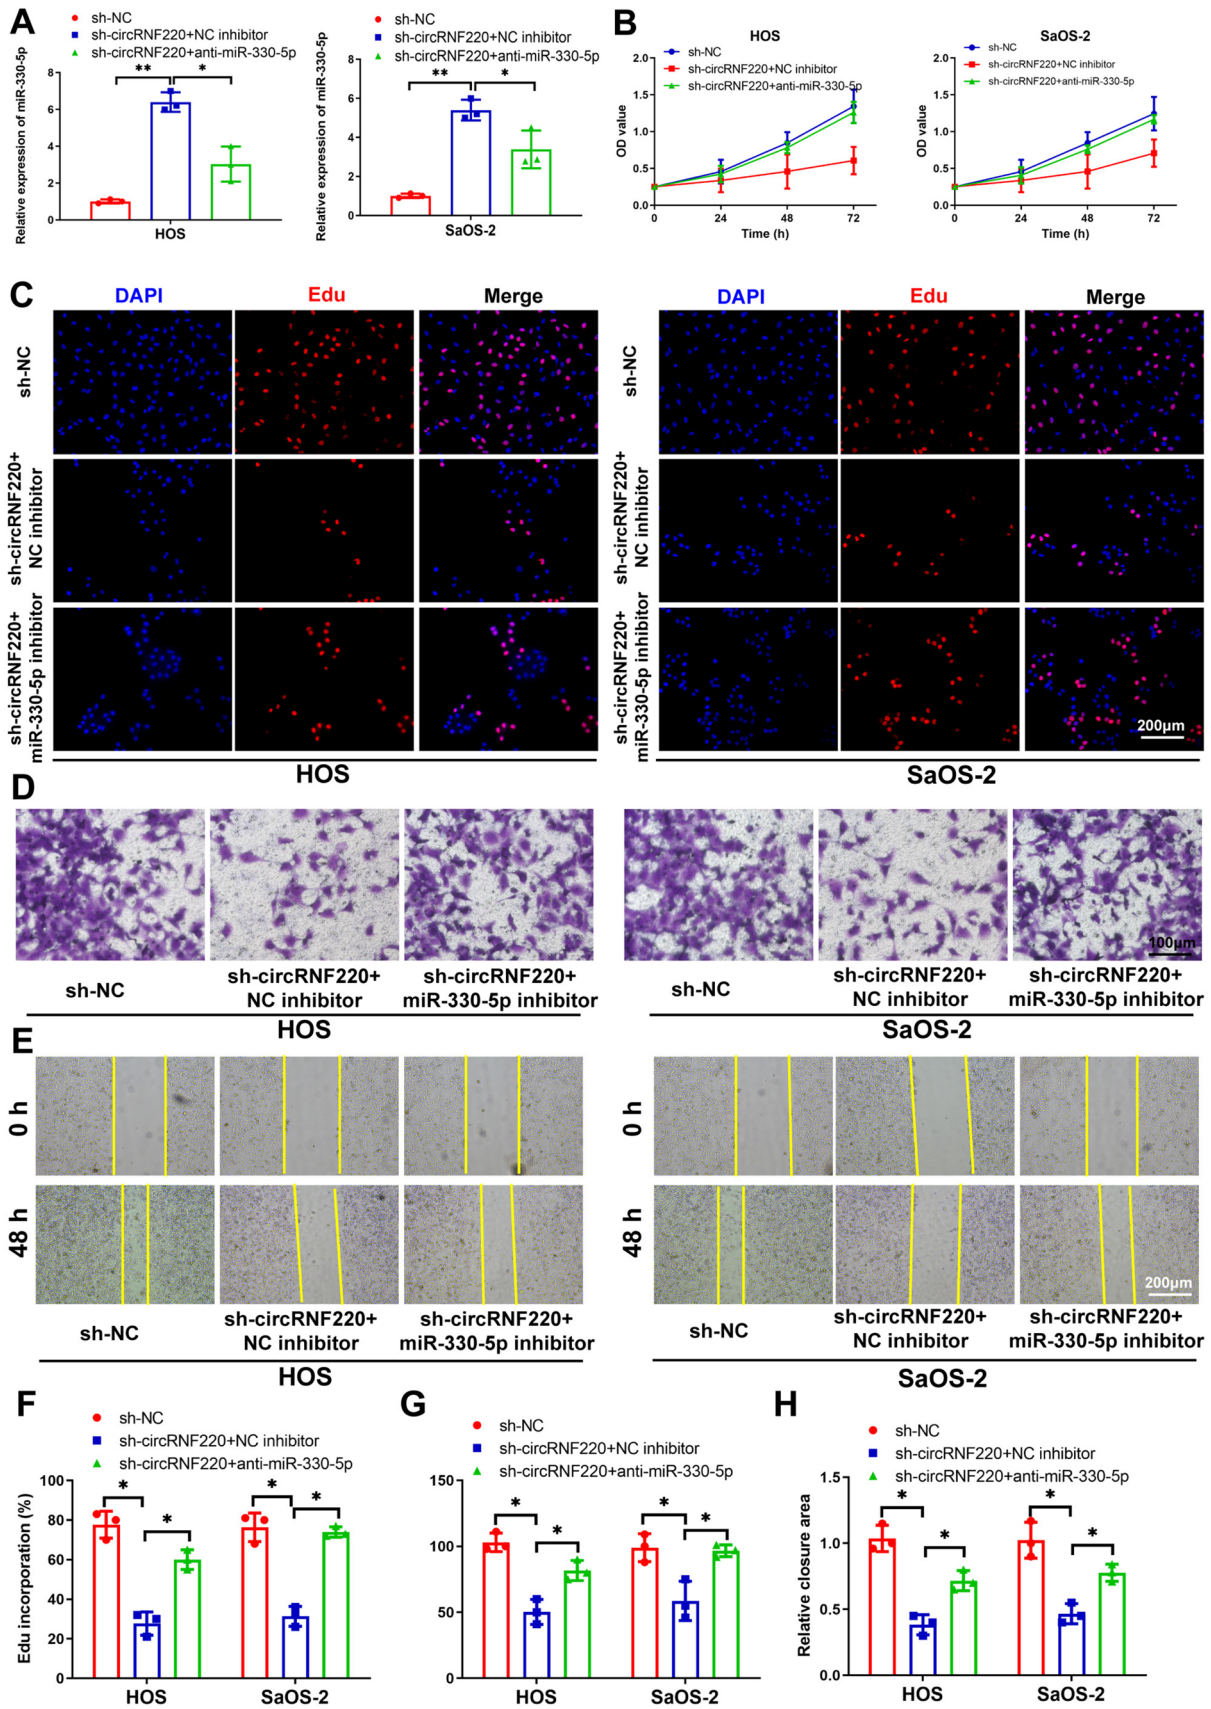 A
sh-NC
sh-circRNF220+NC inhibitor
sh-circRNF220+anti-miR-330-5p
Relative expression of miR-330-5p
8
6
4
2
0
**
*
HOS
sh-NC
sh-circRNF220+NC inhibitor
sh-circRNF220+anti-miR-330-5p
Relative expression of miR-330-5p
8
6
4
2
0
**
*
SaOS-2
B
HOS
sh-NC
sh-circRNF220+NC inhibitor
sh-circRNF220+anti-miR-330-5p
OD value
2.0
1.5
1.0
0.5
0.0
0 24 48 72
Time (h)
SaOS-2
sh-NC
sh-circRNF220+NC inhibitor
sh-circRNF220+anti-miR-330-5p
OD value
2.0
1.5
1.0
0.5
0.0
0 24 48 72
Time (h)
C
DAPI Edu Merge
DAPI Edu Merge
sh-NC
sh-circRNF220+
NC inhibitor
sh-circRNF220+
miR-330-5p inhibitor
sh-NC
sh-circRNF220+
NC inhibitor
sh-circRNF220+
miR-330-5p inhibitor
200μm
HOS
SaOS-2
D
100μm
sh-NC
sh-circRNF220+
NC inhibitor
sh-circRNF220+
miR-330-5p inhibitor
HOS
sh-NC
sh-circRNF220+
NC inhibitor
sh-circRNF220+
miR-330-5p inhibitor
SaOS-2
E
0 h
48 h
0 h
48 h
200μm
sh-NC
sh-circRNF220+
NC inhibitor
sh-circRNF220+
miR-330-5p inhibitor
HOS
sh-NC
sh-circRNF220+
NC inhibitor
sh-circRNF220+
miR-330-5p inhibitor
SaOS-2
F
sh-NC
sh-circRNF220+NC inhibitor
sh-circRNF220+anti-miR-330-5p
Edu incorporation (%)
100
80
60
40
20
0
*
*
*
*
HOS SaOS-2
G
sh-NC
sh-circRNF220+NC inhibitor
sh-circRNF220+anti-miR-330-5p
150
100
50
0
*
*
*
*
HOS SaOS-2
H
sh-NC
sh-circRNF220+NC inhibitor
sh-circRNF220+anti-miR-330-5p
Relative closure area
1.5
1.0
0.5
0.0
*
*
*
*
HOS SaOS-2